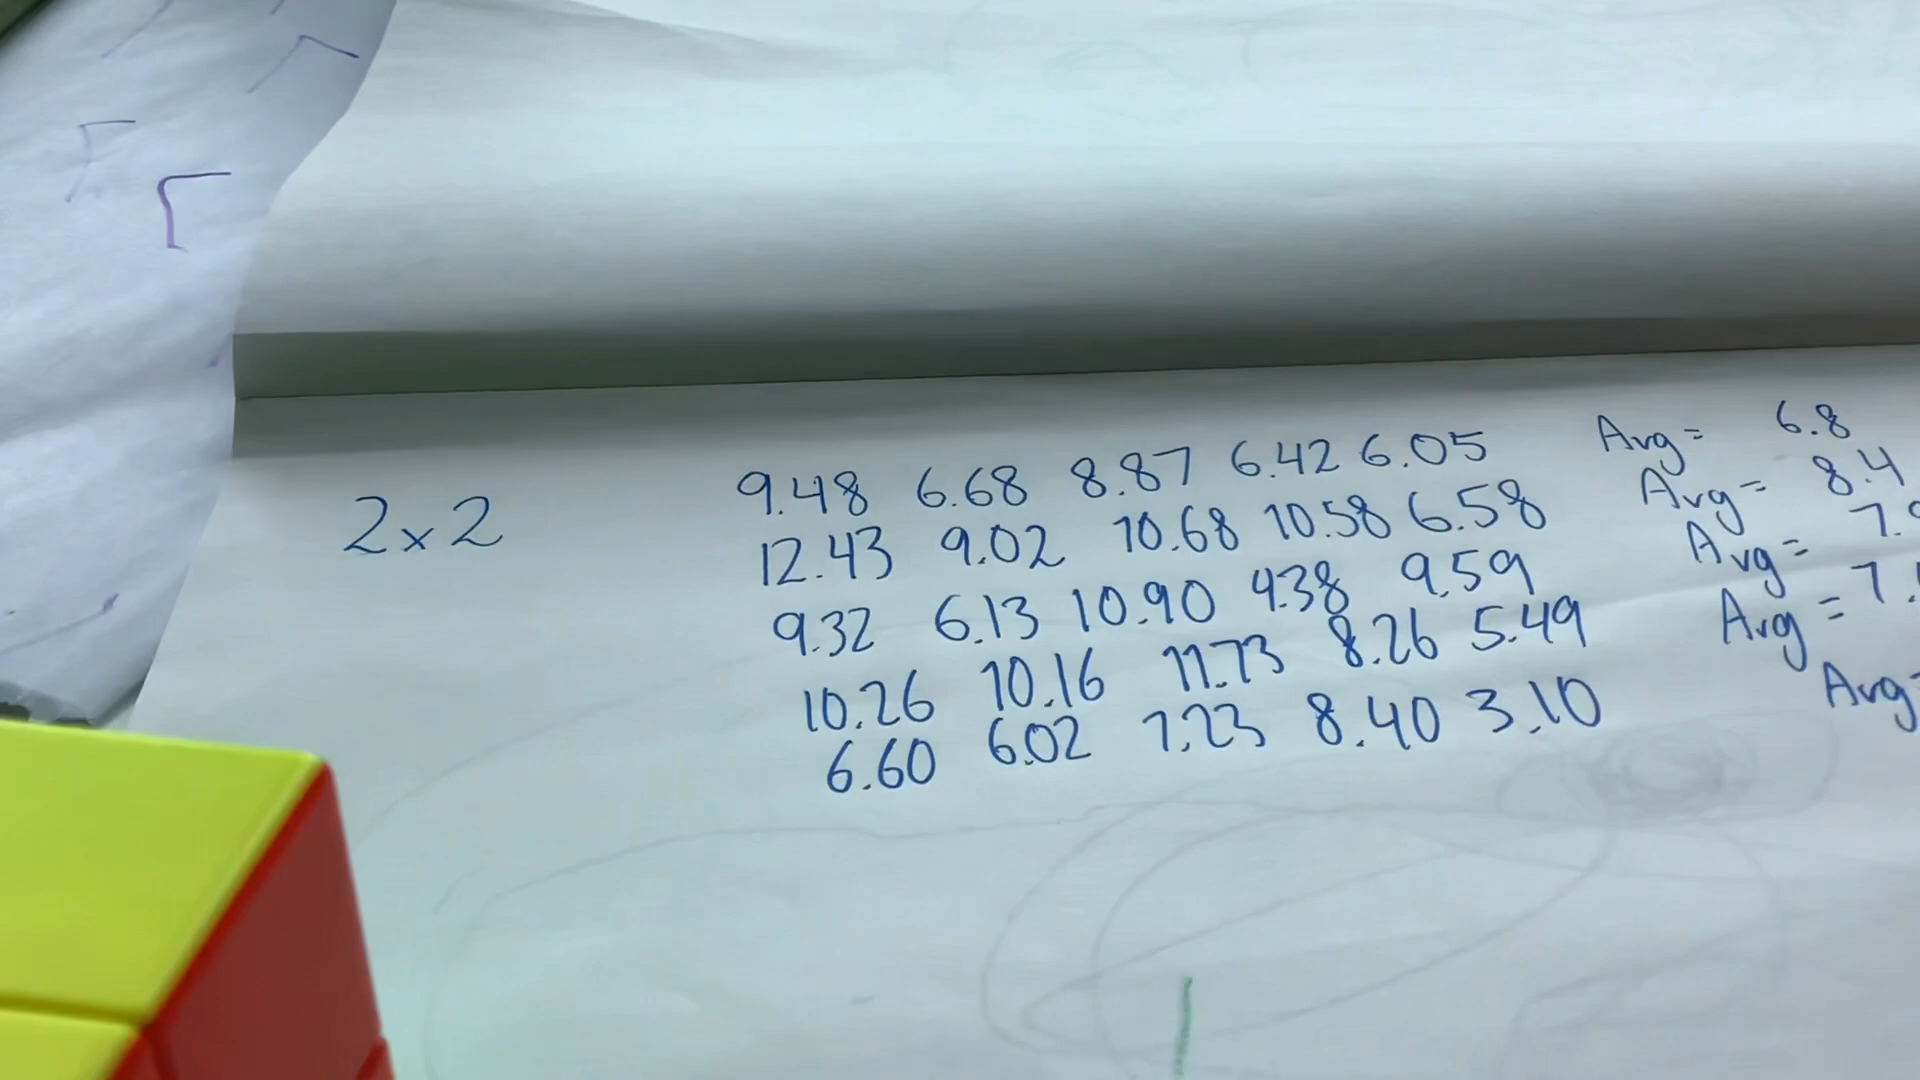 2x2
9.48 6.68 8.87 6.42 6.05 Avg= 6.8
12.43 9.02 10.68 10.58 6.58 Avg= 8.4
9.32 6.13 10.90 4.38 9.59 Avg= 7.
10.26 10.16 11.73 8.26 5.49 Avg= 7.
6.60 6.02 7.23 8.40 3.10 Avg=